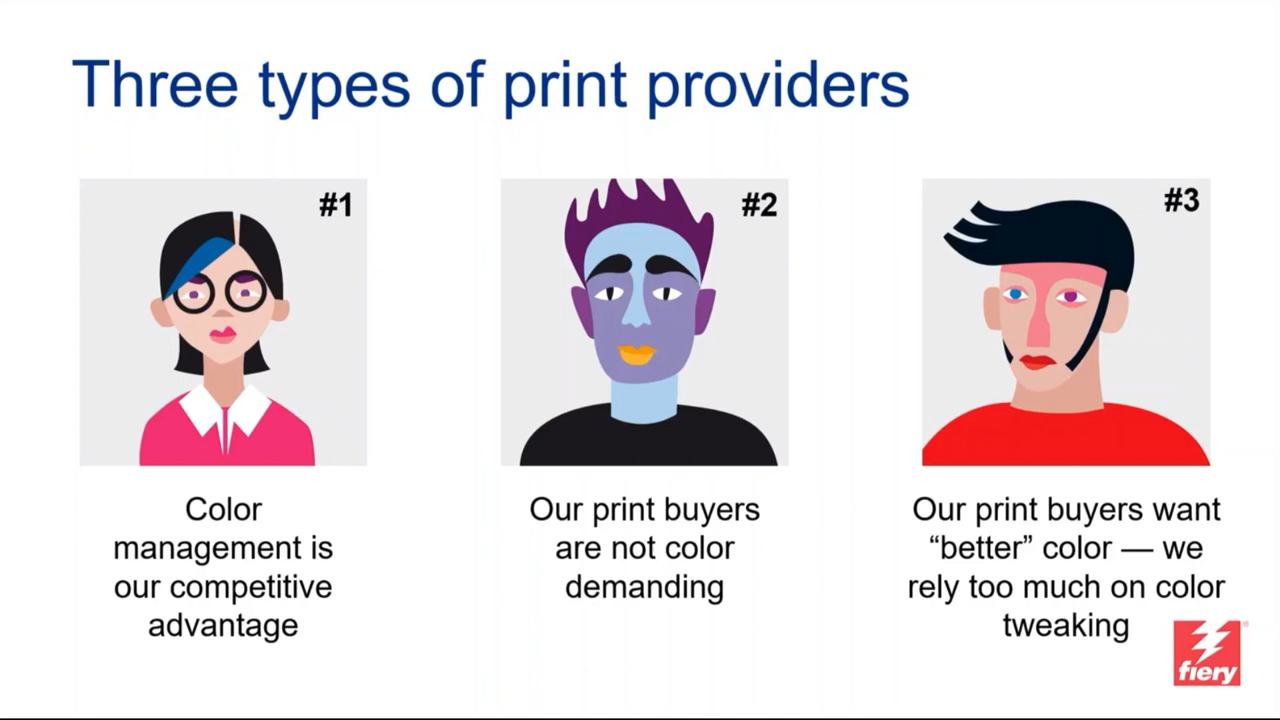 Three types of print providers
#1
#2
#3
Color
management is
our competitive
advantage
Our print buyers
are not color
demanding
Our print buyers want
“better” color — we
rely too much on color
tweaking
fiery